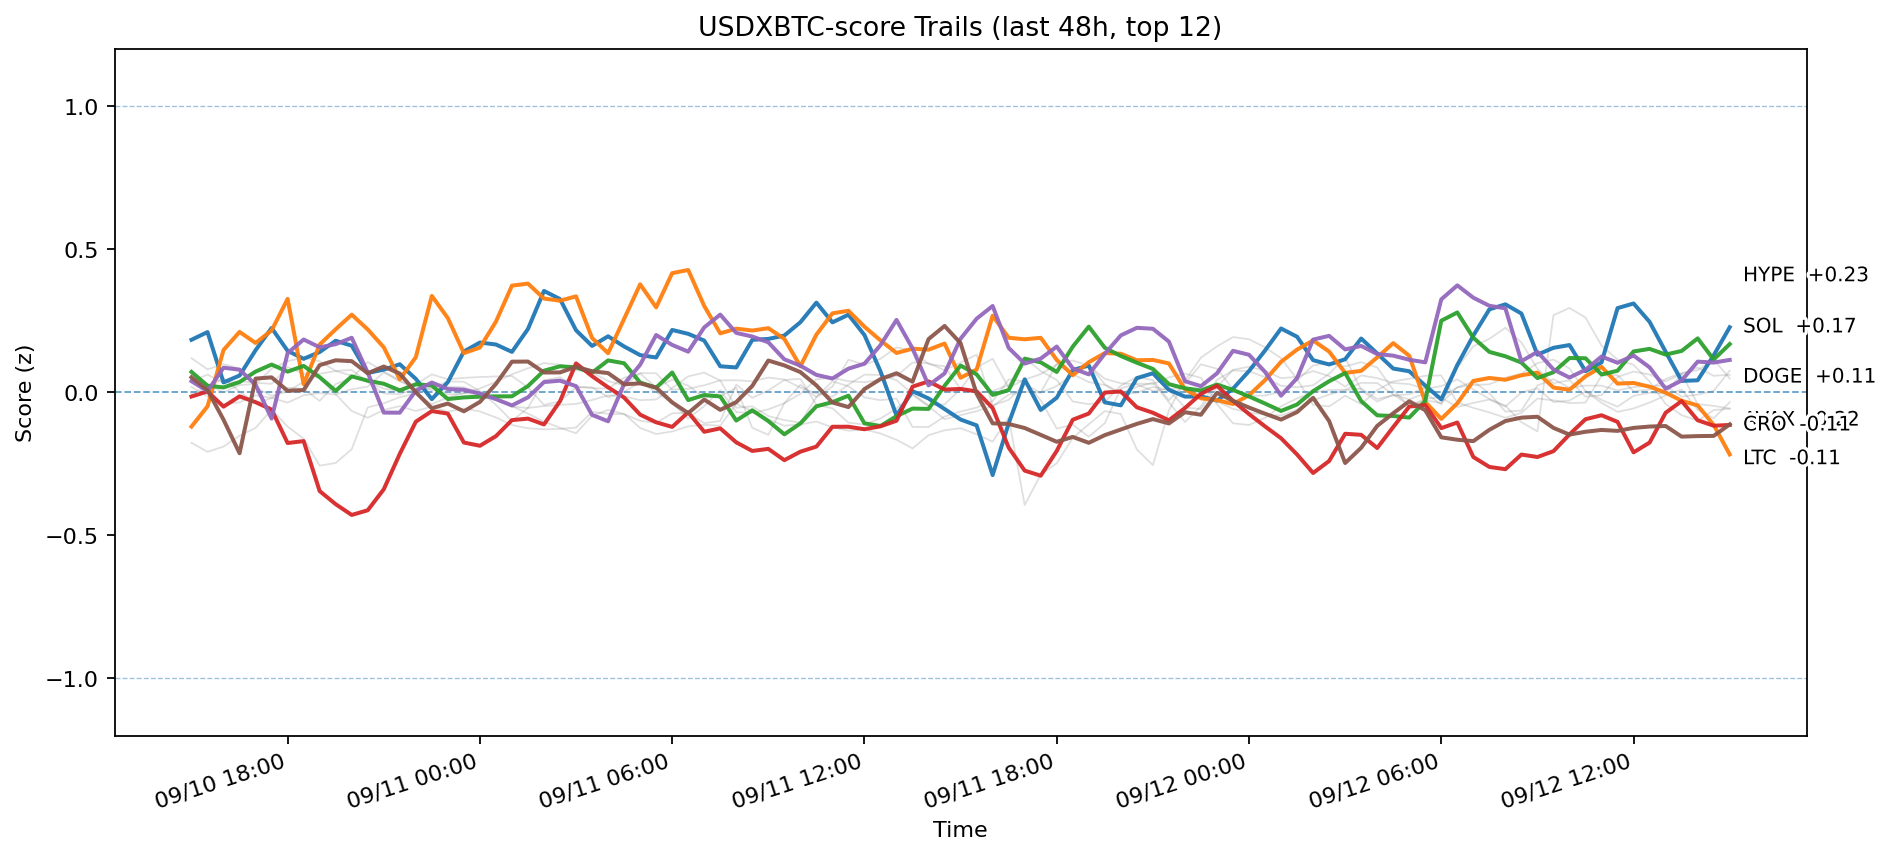 USDXBTC-score Trails (last 48h, top 12)
Score (z)
1.0
0.5
0.0
−0.5
−1.0
HYPE +0.23
SOL +0.17
DOGE +0.11
CRO -0.11
LTC -0.11
09/10 18:00
09/11 00:00
09/11 06:00
09/11 12:00
09/11 18:00
09/12 00:00
09/12 06:00
09/12 12:00
Time